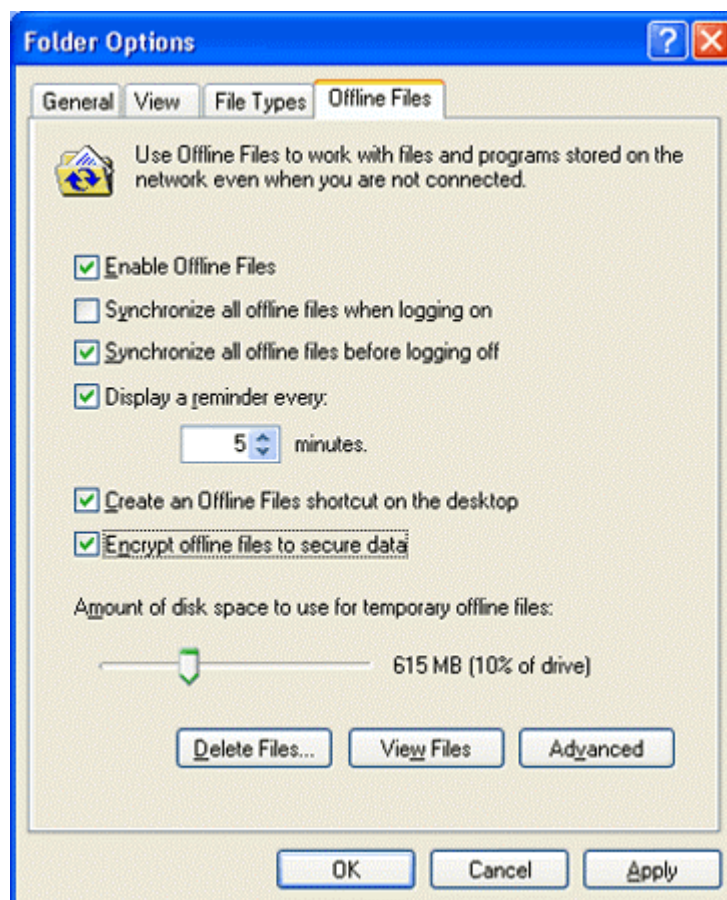 Folder Options
General View File Types Offline Files
Use Offline Files to work with files and programs stored on the
network even when you are not connected.
Enable Offline Files
Synchronize all offline files when logging on
Synchronize all offline files before logging off
Display a reminder every:
5 minutes.
Create an Offline Files shortcut on the desktop
Encrypt offline files to secure data
Amount of disk space to use for temporary offline files:
615 MB (10% of drive)
Delete Files... View Files Advanced
OK Cancel Apply